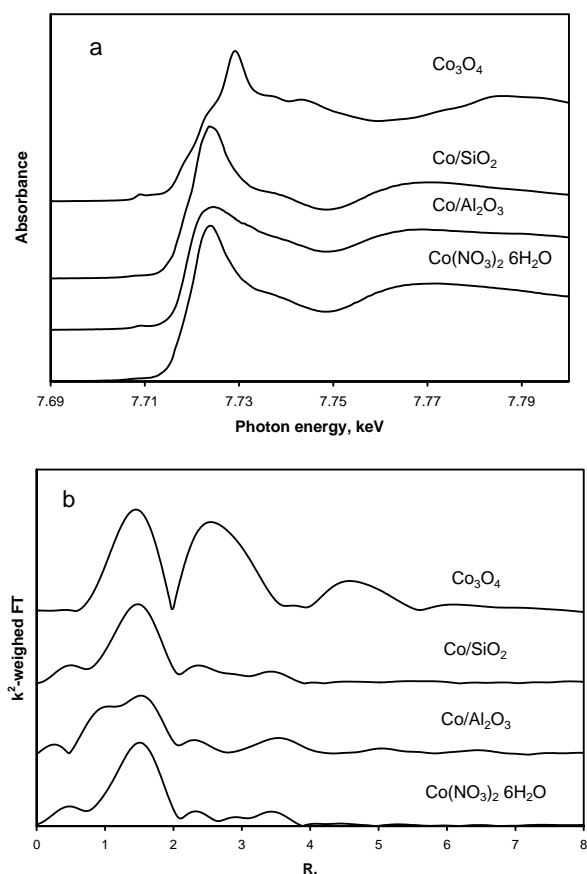 a
Co₃O₄
Co/SiO₂
Co/Al₂O₃
Co(NO₃)₂ 6H₂O
Absorbance
7.69 7.71 7.73 7.75 7.77 7.79
Photon energy, keV
b
Co₃O₄
Co/SiO₂
Co/Al₂O₃
Co(NO₃)₂ 6H₂O
k²-weighed FT
0 1 2 3 4 5 6 7 8
R,